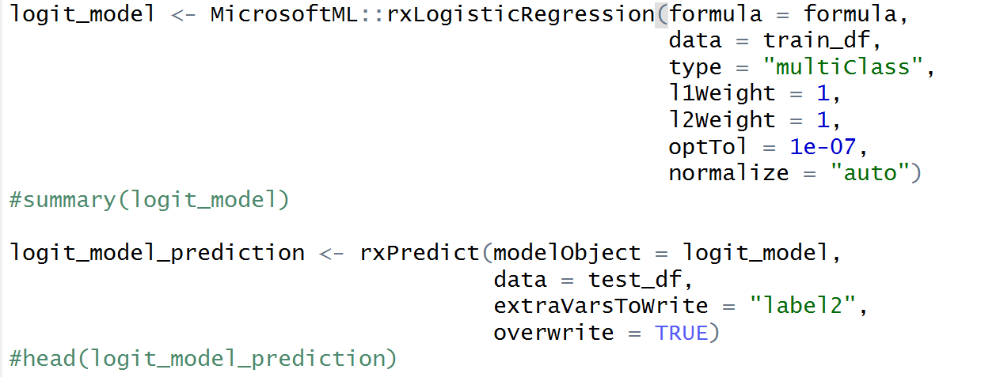 logit_model <- MicrosoftML::rxLogisticRegression(formula = formula,
data = train_df,
type = "multiClass",
l1Weight = 1,
l2Weight = 1,
optTol = 1e-07,
normalize = "auto")
#summary(logit_model)
logit_model_prediction <- rxPredict(modelObject = logit_model,
data = test_df,
extraVarsToWrite = "label2",
overwrite = TRUE)
#head(logit_model_prediction)